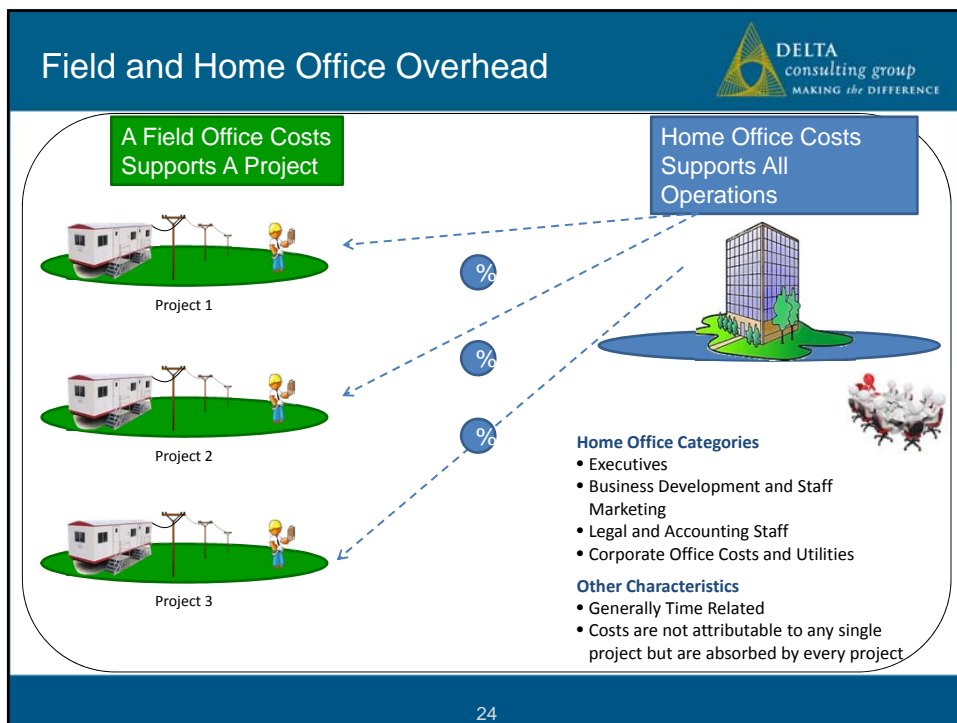 Field and Home Office Overhead
DELTA
consulting group
MAKING the DIFFERENCE
A Field Office Costs
Supports A Project
Home Office Costs
Supports All
Operations
%
Project 1
%
Project 2
%
Home Office Categories
• Executives
• Business Development and Staff
Marketing
• Legal and Accounting Staff
• Corporate Office Costs and Utilities
Other Characteristics
• Generally Time Related
• Costs are not attributable to any single
project but are absorbed by every project
Project 3
24